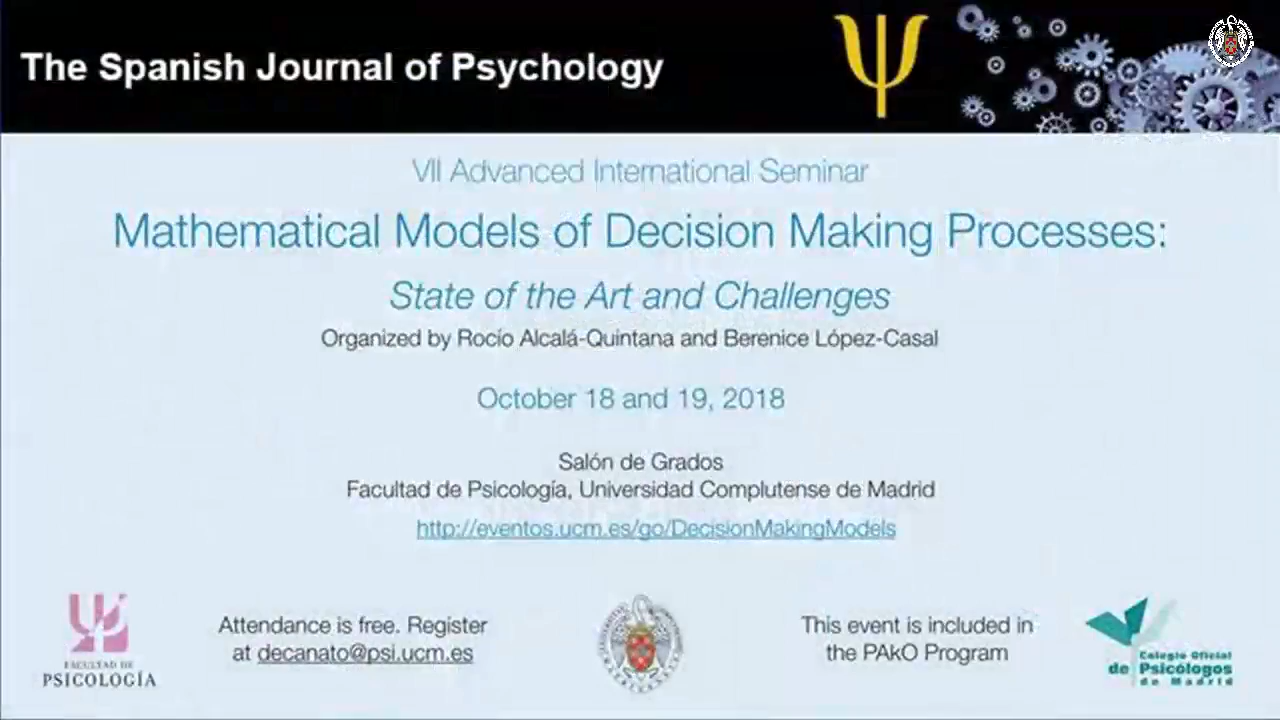 The Spanish Journal of Psychology
VII Advanced International Seminar
Mathematical Models of Decision Making Processes:
State of the Art and Challenges
Organized by Rocío Alcalá-Quintana and Berenice López-Casal
October 18 and 19, 2018
Salón de Grados
Facultad de Psicología, Universidad Complutense de Madrid
http://eventos.ucm.es/go/DecisionMakingModels
FACULTAD DE
PSICOLOGÍA
Attendance is free. Register
at decanato@psi.ucm.es
This event is included in
the PAkO Program
Colegio Oficial
de Psicólogos
de Madrid